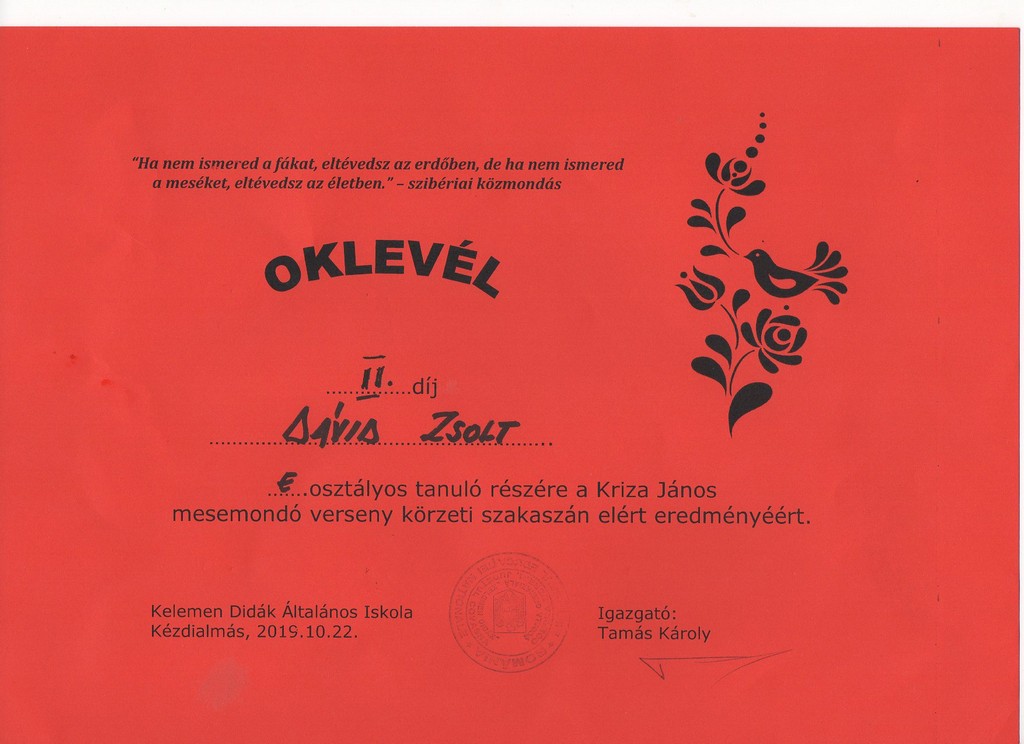 “Ha nem ismered a fákat, eltévedsz az erdőben, de ha nem ismered
a meséket, eltévedsz az életben.” – szibériai közmondás
OKLEVÉL
.....II.....díj
DÁVID ZSOLT
E....osztályos tanuló részére a Kriza János
mesemondó verseny körzeti szakaszán elért eredményéért.
Kelemen Didák Általános Iskola
Kézdialmás, 2019.10.22.
Igazgató:
Tamás Károly
ROMÂNIA